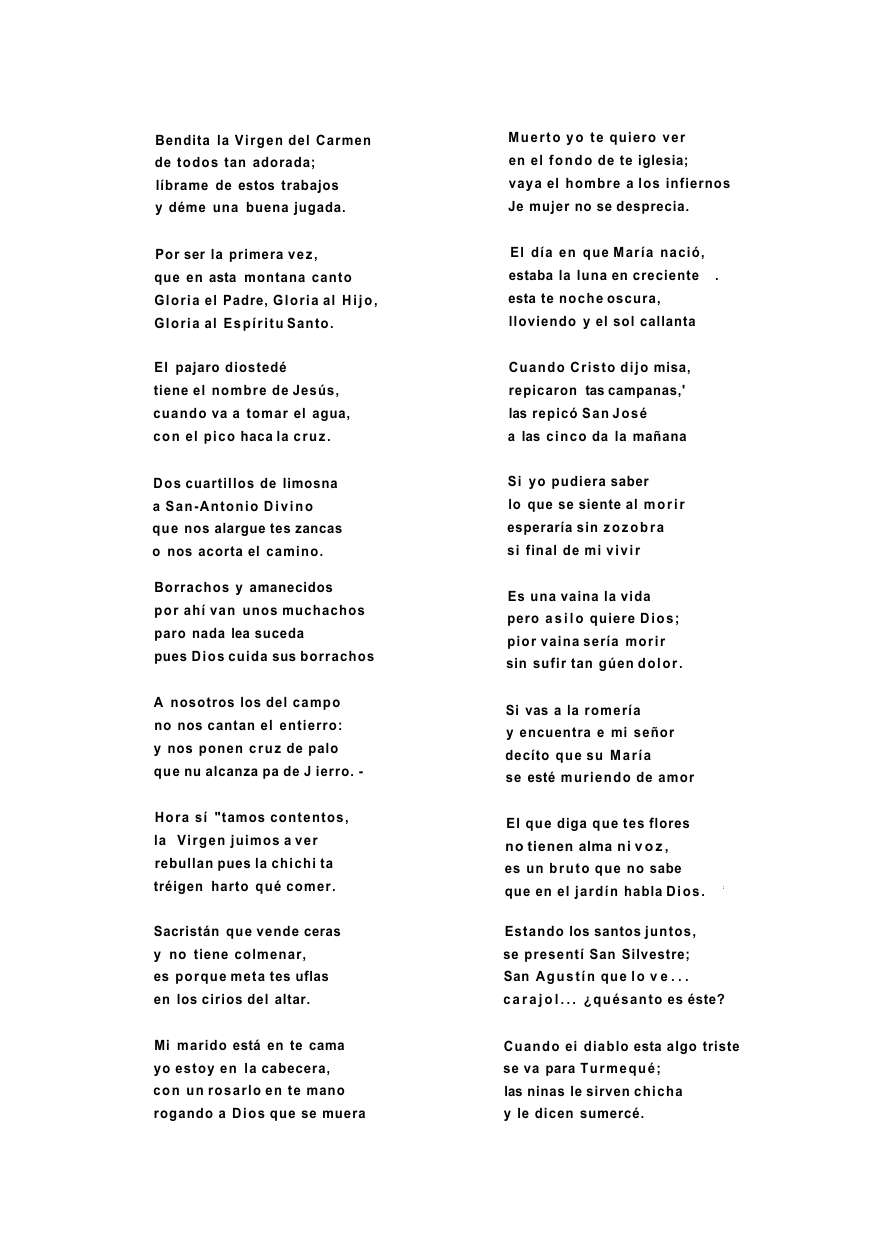 Bendita la Virgen del Carmen
de todos tan adorada;
líbrame de estos trabajos
y déme una buena jugada.

Por ser la primera vez,
que en asta montana canto
Gloria el Padre, Gloria al Hijo,
Gloria al Espíritu Santo.

El pajaro diostedé
tiene el nombre de Jesús,
cuando va a tomar el agua,
con el pico haca la cruz.

Dos cuartillos de limosna
a San-Antonio Divino
que nos alargue tes zancas
o nos acorta el camino.

Borrachos y amanecidos
por ahí van unos muchachos
paro nada lea suceda
pues Dios cuida sus borrachos

A nosotros los del campo
no nos cantan el entierro:
y nos ponen cruz de palo
que nu alcanza pa de J ierro. -

Hora sí "tamos contentos,
la Virgen juimos a ver
rebullan pues la chichi ta
tréigen harto qué comer.

Sacristán que vende ceras
y no tiene colmenar,
es porque meta tes uflas
en los cirios del altar.

Mi marido está en te cama
yo estoy en la cabecera,
con un rosarlo en te mano
rogando a Dios que se muera

Muerto yo te quiero ver
en el fondo de te iglesia;
vaya el hombre a los infiernos
Je mujer no se desprecia.

El día en que María nació,
estaba la luna en creciente .
esta te noche oscura,
lloviendo y el sol callanta

Cuando Cristo dijo misa,
repicaron tas campanas,'
las repicó San José
a las cinco da la mañana

Si yo pudiera saber
lo que se siente al morir
esperaría sin zozobra
si final de mi vivir

Es una vaina la vida
pero asilo quiere Dios;
pior vaina sería morir
sin sufir tan gúen dolor.

Si vas a la romería
y encuentra e mi señor
decíto que su María
se esté muriendo de amor

El que diga que tes flores
no tienen alma ni voz,
es un bruto que no sabe
que en el jardín habla Dios.

Estando los santos juntos,
se presentí San Silvestre;
San Agustín que lo ve...
carajol... ¿quésanto es éste?

Cuando ei diablo esta algo triste
se va para Turmequé;
las ninas le sirven chicha
y le dicen sumercé.